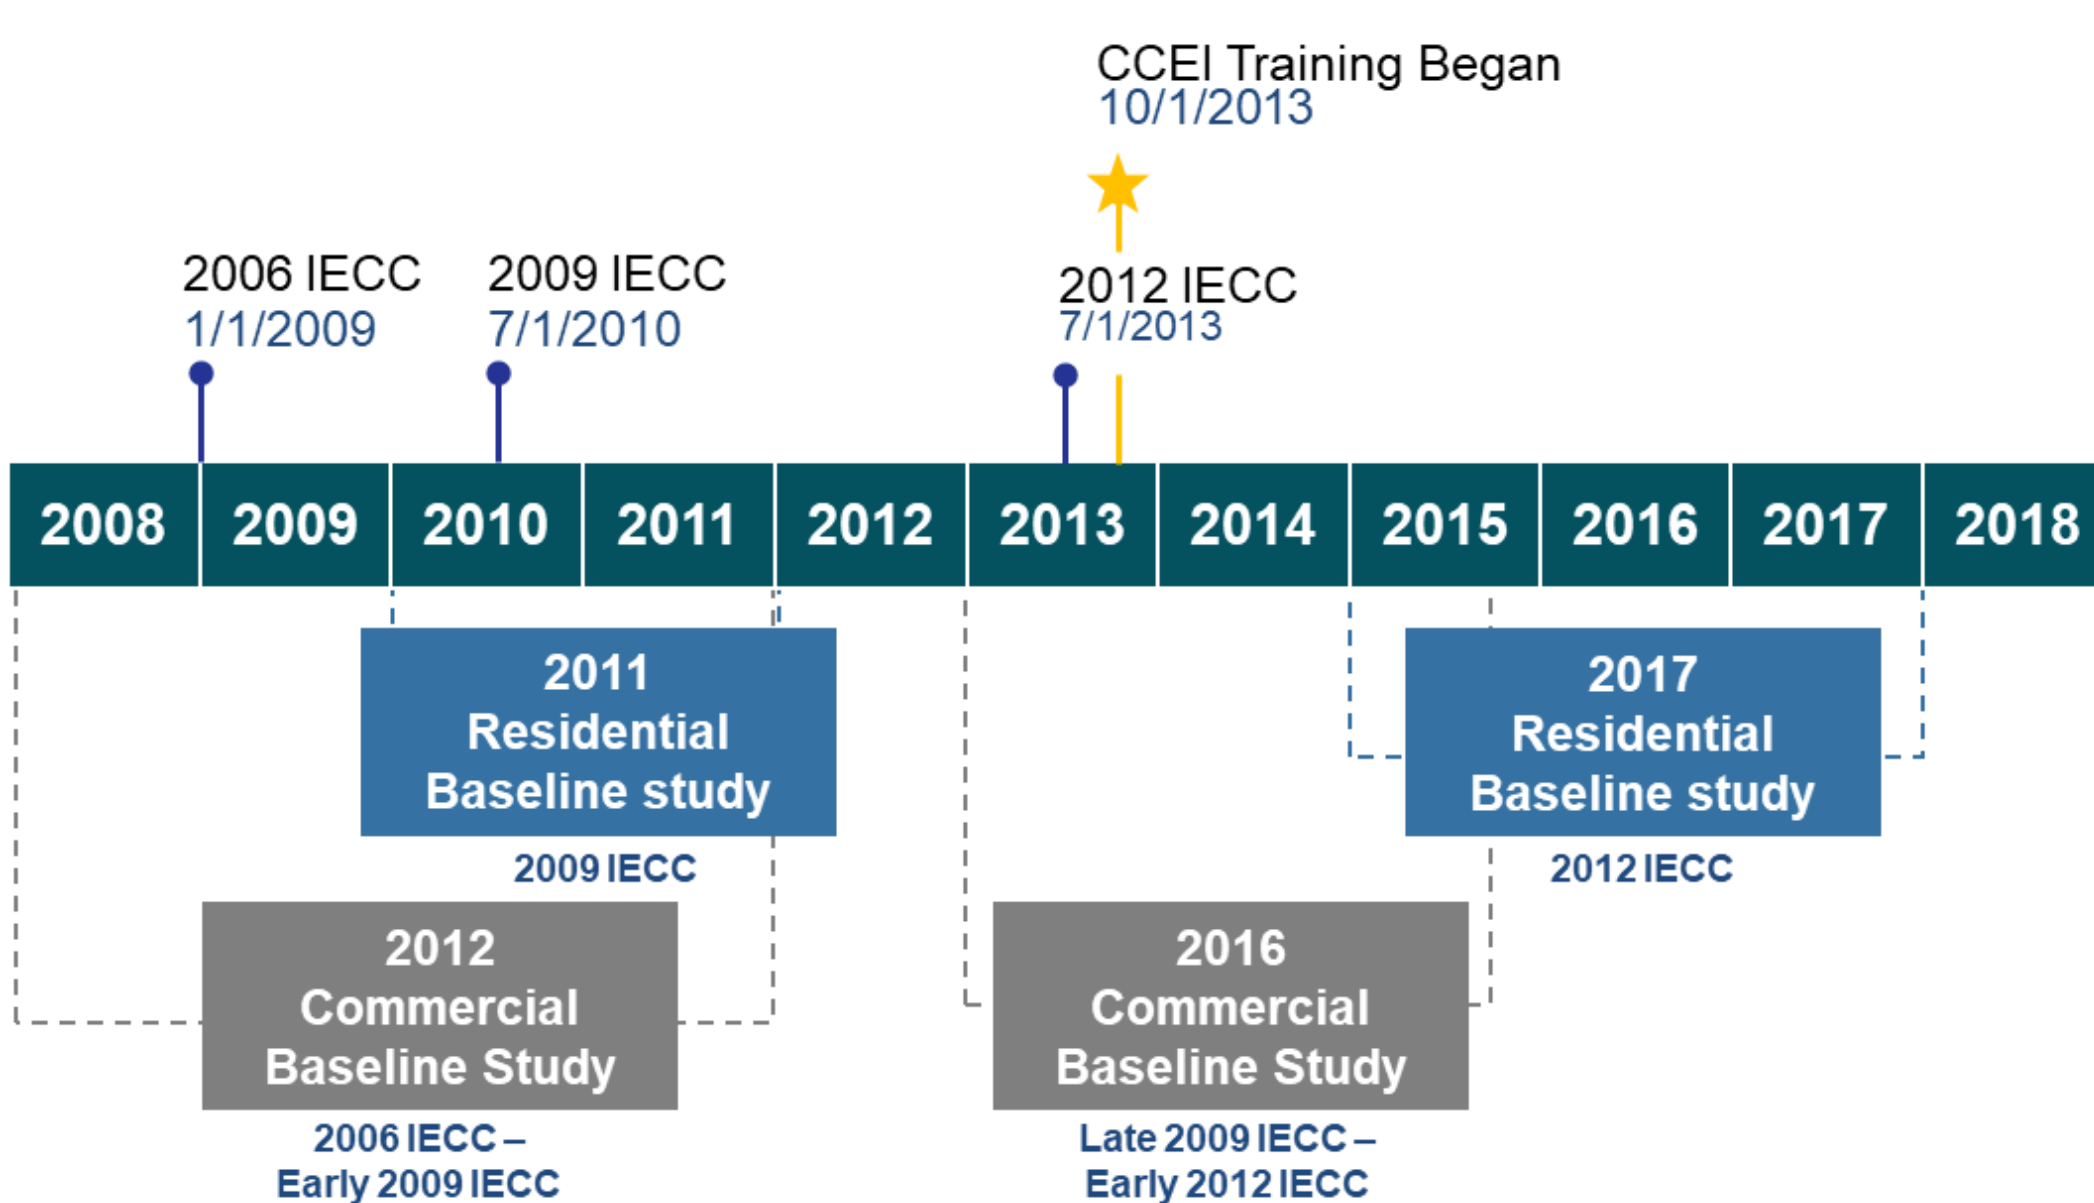 CCEI Training Began
10/1/2013
2006 IECC
1/1/2009
2009 IECC
7/1/2010
2012 IECC
7/1/2013
2008
2009
2010
2011
2012
2013
2014
2015
2016
2017
2018
2011
Residential
Baseline study
2009 IECC
2017
Residential
Baseline study
2012 IECC
2012
Commercial
Baseline Study
2006 IECC –
Early 2009 IECC
2016
Commercial
Baseline Study
Late 2009 IECC –
Early 2012 IECC